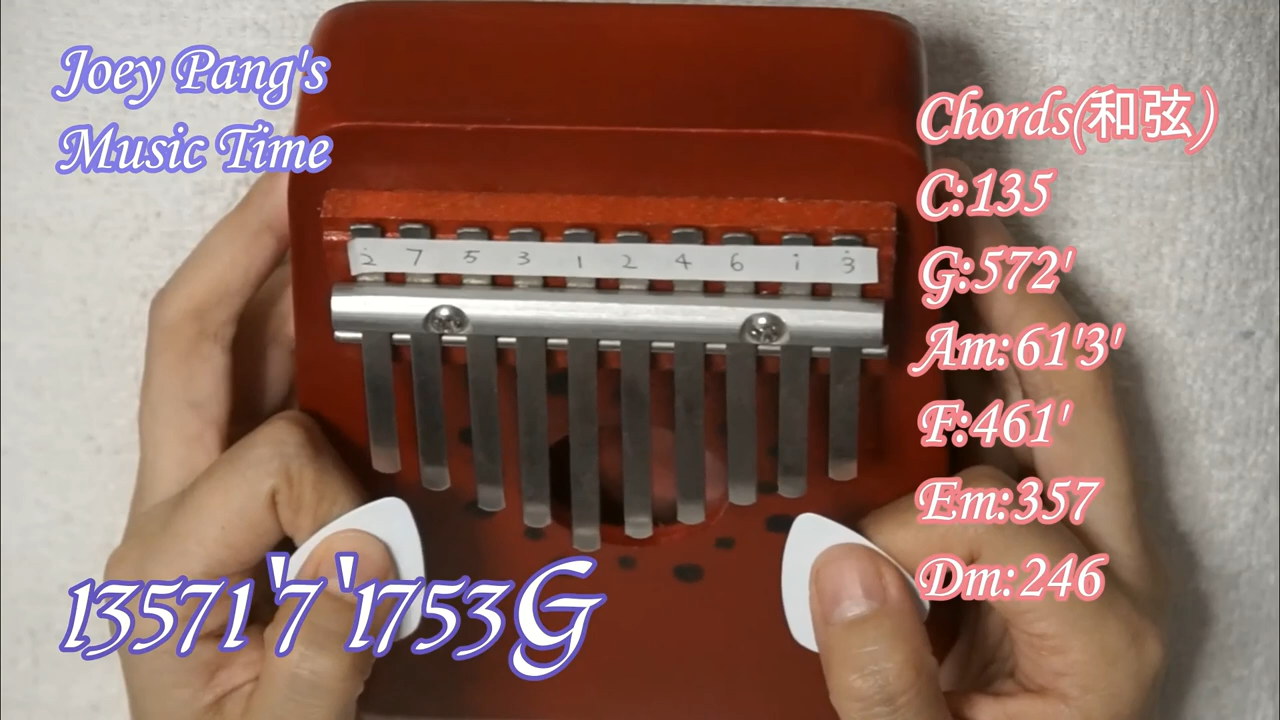 Joey Pang's
Music Time
Chords(和弦)
C:135
G:572'
Am:61'3'
F:461'
Em:357
Dm:246
2̇ 7 5 3 1 2 4 6 1̇ 3̇
13571'7'1753G